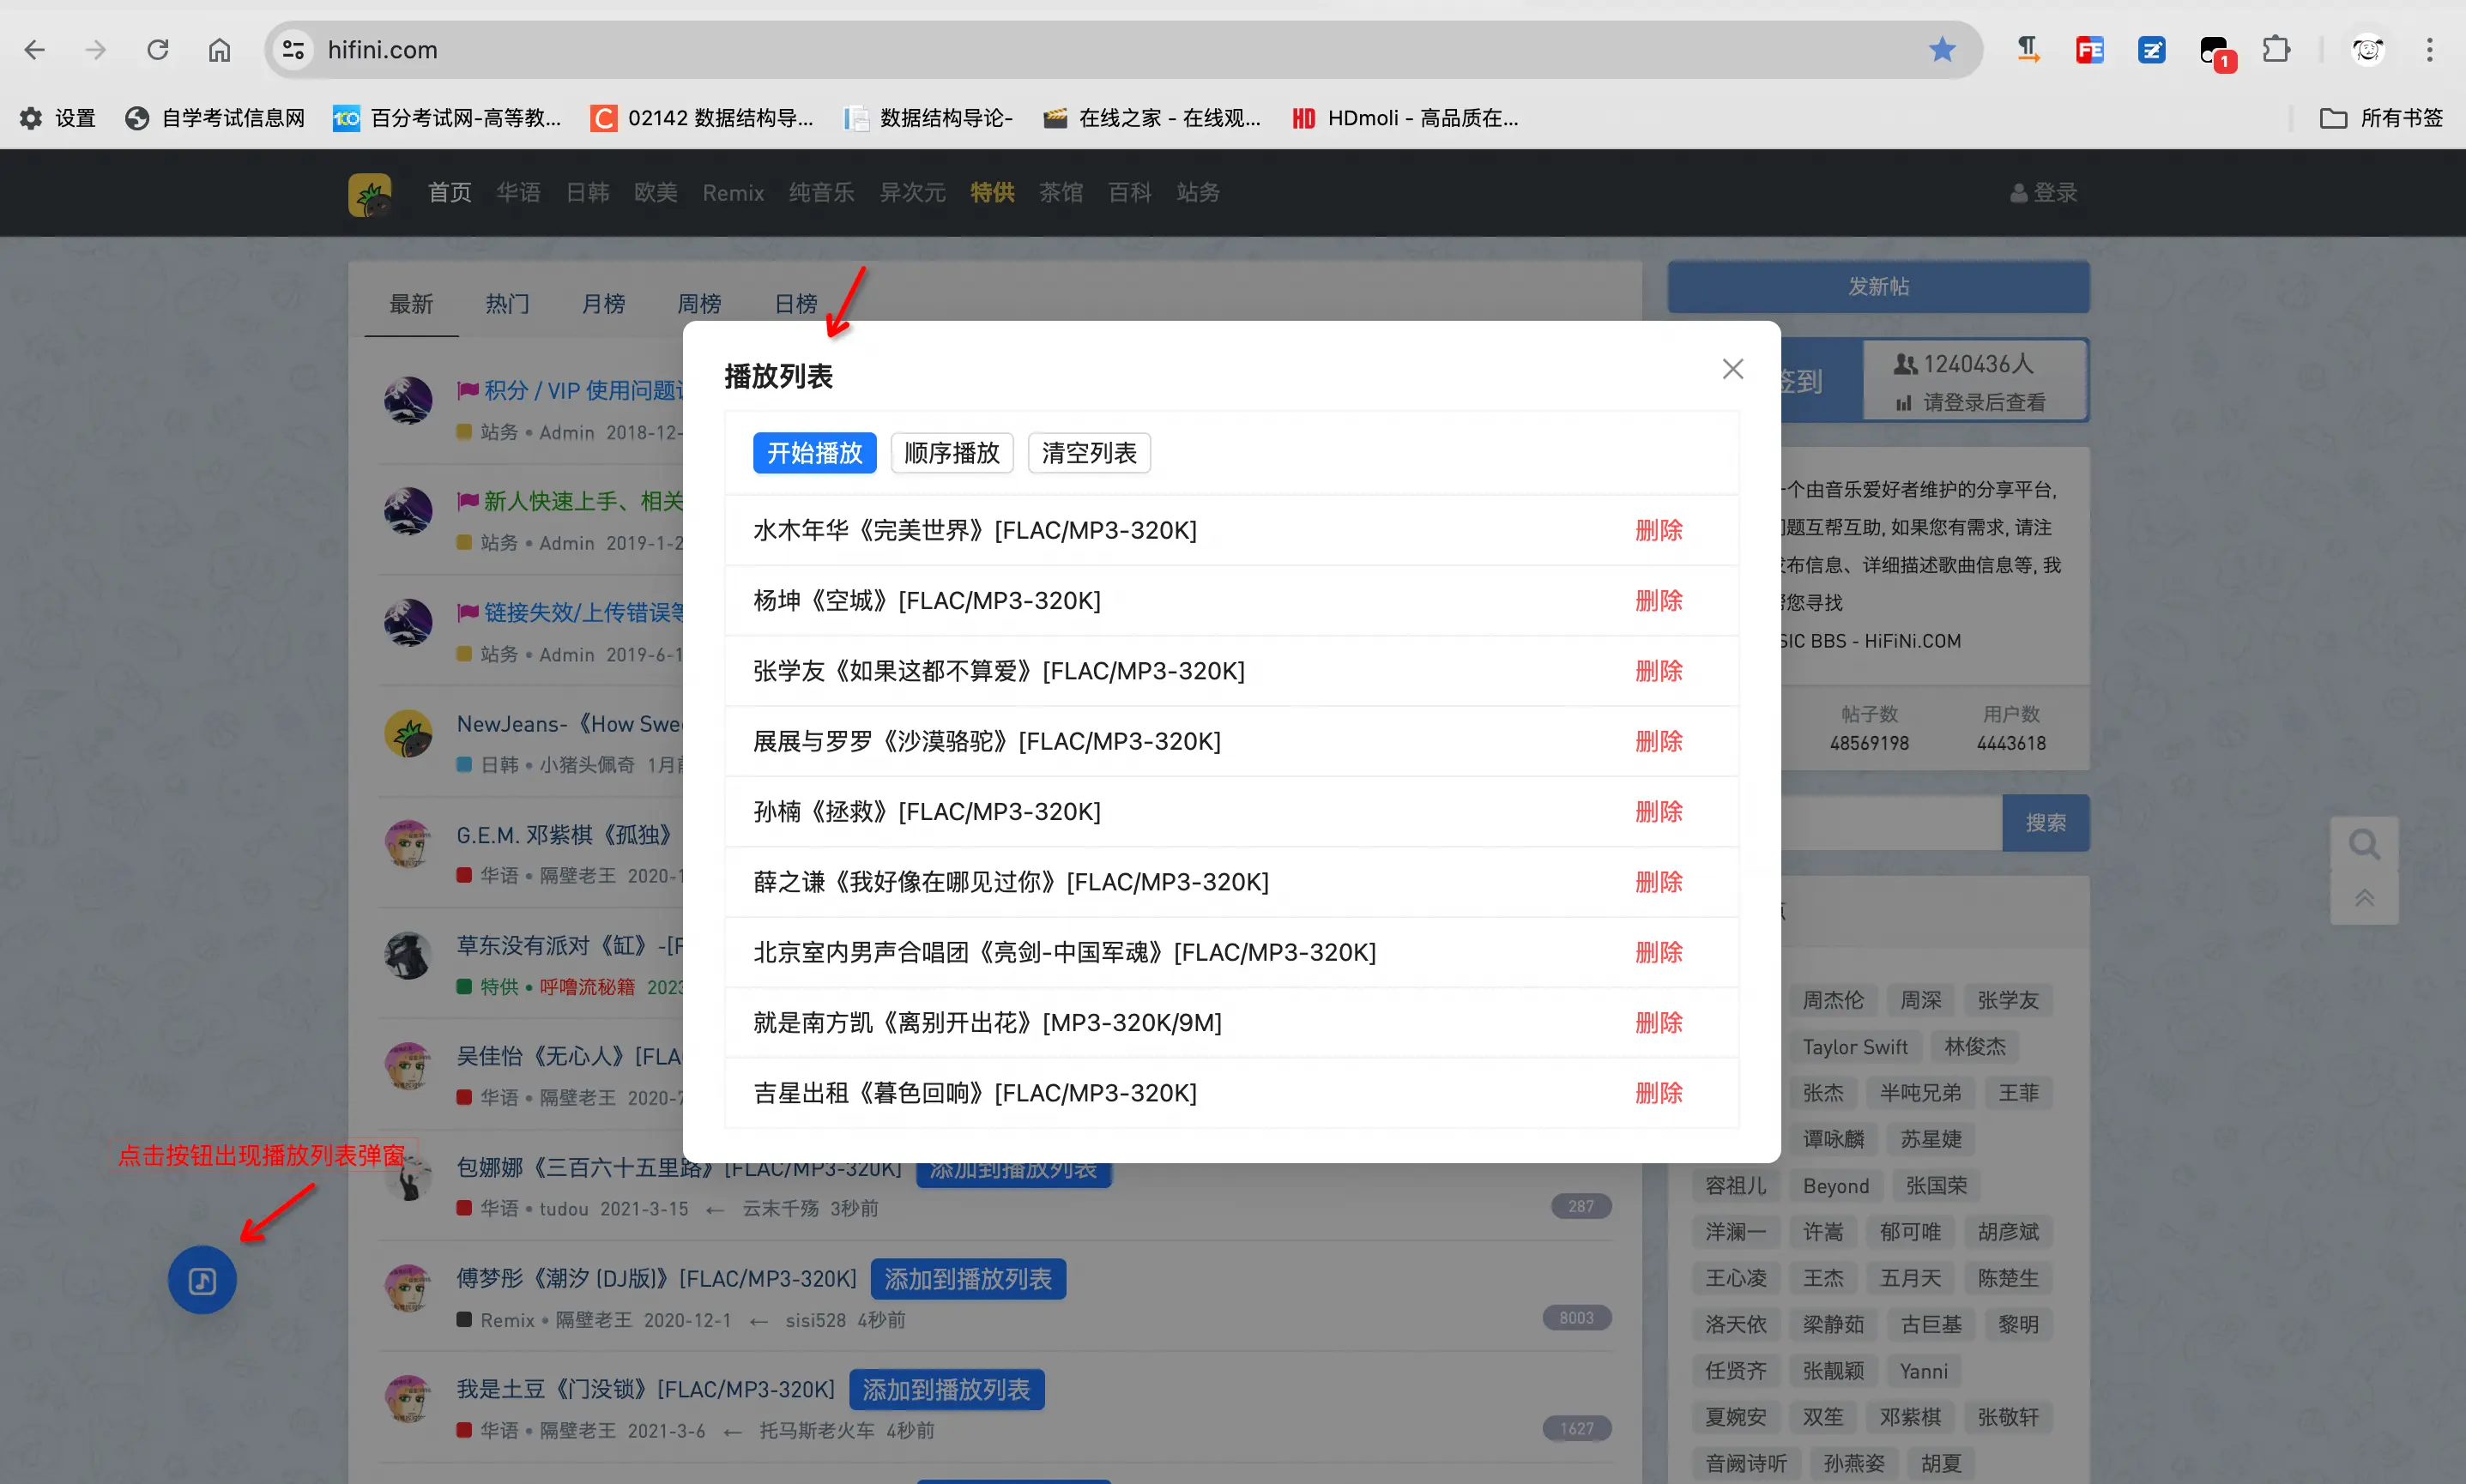 hifini.com
1
设置 自学考试信息网 百分考试网-高等教... 02142 数据结构导... 数据结构导论- 在线之家 - 在线观... HDmoli - 高品质在... 所有书签
首页 华语 日韩 欧美 Remix 纯音乐 异次元 特供 茶馆 百科 站务 登录
最新 热门 月榜 周榜 日榜
发新帖
签到
1240436人
请登录后查看
积分 / VIP 使用问题
站务 • Admin 2018-12-
新人快速上手、相关
站务 • Admin 2019-1-2
链接失效/上传错误等
站务 • Admin 2019-6-1
NewJeans-《How Swe
日韩 • 小猪头佩奇 1月前
G.E.M. 邓紫棋《孤独》
华语 • 隔壁老王 2020-1
草东没有派对《缸》-[F
特供 • 呼噜流秘籍 2023
吴佳怡《无心人》[FLA
华语 • 隔壁老王 2020-7
包娜娜《三百六十五里路》[FLAC/MP3-320K] 添加到播放列表
华语 • tudou 2021-3-15 ← 云末千殇 3秒前 287
傅梦彤《潮汐 (DJ版)》[FLAC/MP3-320K] 添加到播放列表
Remix • 隔壁老王 2020-12-1 ← sisi528 4秒前 8003
我是土豆《门没锁》[FLAC/MP3-320K] 添加到播放列表
华语 • 隔壁老王 2021-3-6 ← 托马斯老火车 4秒前 1627
点击按钮出现播放列表弹窗
播放列表
开始播放 顺序播放 清空列表
水木年华《完美世界》[FLAC/MP3-320K] 删除
杨坤《空城》[FLAC/MP3-320K] 删除
张学友《如果这都不算爱》[FLAC/MP3-320K] 删除
展展与罗罗《沙漠骆驼》[FLAC/MP3-320K] 删除
孙楠《拯救》[FLAC/MP3-320K] 删除
薛之谦《我好像在哪见过你》[FLAC/MP3-320K] 删除
北京室内男声合唱团《亮剑-中国军魂》[FLAC/MP3-320K] 删除
就是南方凯《离别开出花》[MP3-320K/9M] 删除
吉星出租《暮色回响》[FLAC/MP3-320K] 删除
一个由音乐爱好者维护的分享平台,
问题互帮互助, 如果您有需求, 请注
发布信息、详细描述歌曲信息等, 我
帮您寻找
SIC BBS - HiFiNi.COM
帖子数 用户数
48569198 4443618
搜索
周杰伦 周深 张学友
Taylor Swift 林俊杰
张杰 半吨兄弟 王菲
谭咏麟 苏星婕
容祖儿 Beyond 张国荣
洋澜一 许嵩 郁可唯 胡彦斌
王心凌 王杰 五月天 陈楚生
洛天依 梁静茹 古巨基 黎明
任贤齐 张靓颖 Yanni
夏婉安 双笙 邓紫棋 张敬轩
音阙诗听 孙燕姿 胡夏